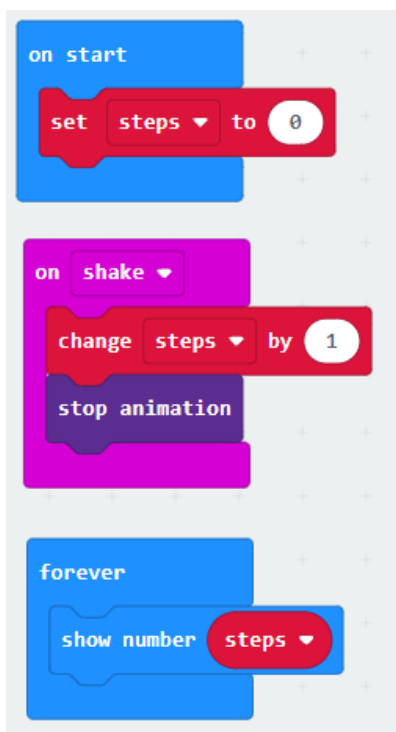 on start
set steps to 0
on shake
change steps by 1
stop animation
forever
show number steps